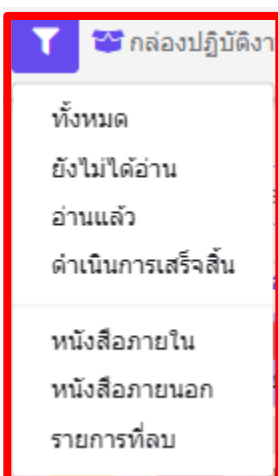 กล่องปฏิบัติงา
ทั้งหมด
ยังไม่ได้อ่าน
อ่านแล้ว
ดำเนินการเสร็จสิ้น
หนังสือภายใน
หนังสือภายนอก
รายการที่ลบ